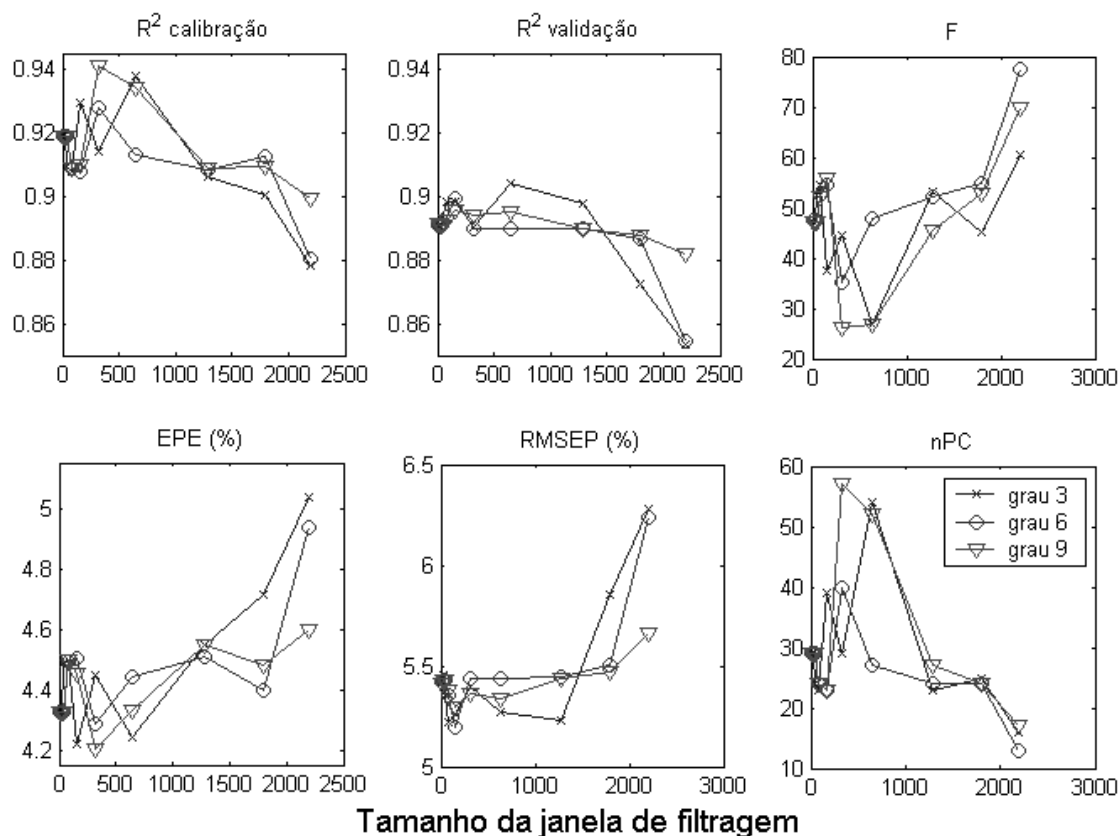 R² calibração
0.94
0.92
0.9
0.88
0.86
0 500 1000 1500 2000 2500
R² validação
0.94
0.92
0.9
0.88
0.86
0 500 1000 1500 2000 2500
F
80
70
60
50
40
30
20
0 1000 2000 3000
EPE (%)
5
4.8
4.6
4.4
4.2
0 500 1000 1500 2000 2500
RMSEP (%)
6.5
6
5.5
5
0 1000 2000 3000
nPC
60
50
40
30
20
10
0 1000 2000 3000
grau 3
grau 6
grau 9
Tamanho da janela de filtragem